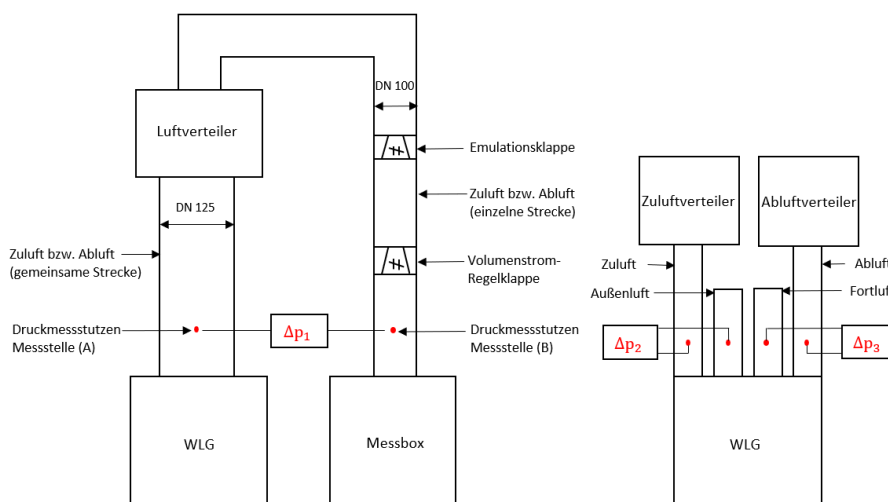 DN 100
Luftverteiler
Emulationsklappe
Zuluft bzw. Abluft
(einzelne Strecke)
DN 125
Zuluft bzw. Abluft
(gemeinsame Strecke)
Volumenstrom-
Regelklappe
Druckmessstutzen
Messstelle (A)
Δp₁
Druckmessstutzen
Messstelle (B)
WLG
Messbox
Zuluftverteiler
Abluftverteiler
Zuluft
Abluft
Außenluft
Fortluft
Δp₂
Δp₃
WLG